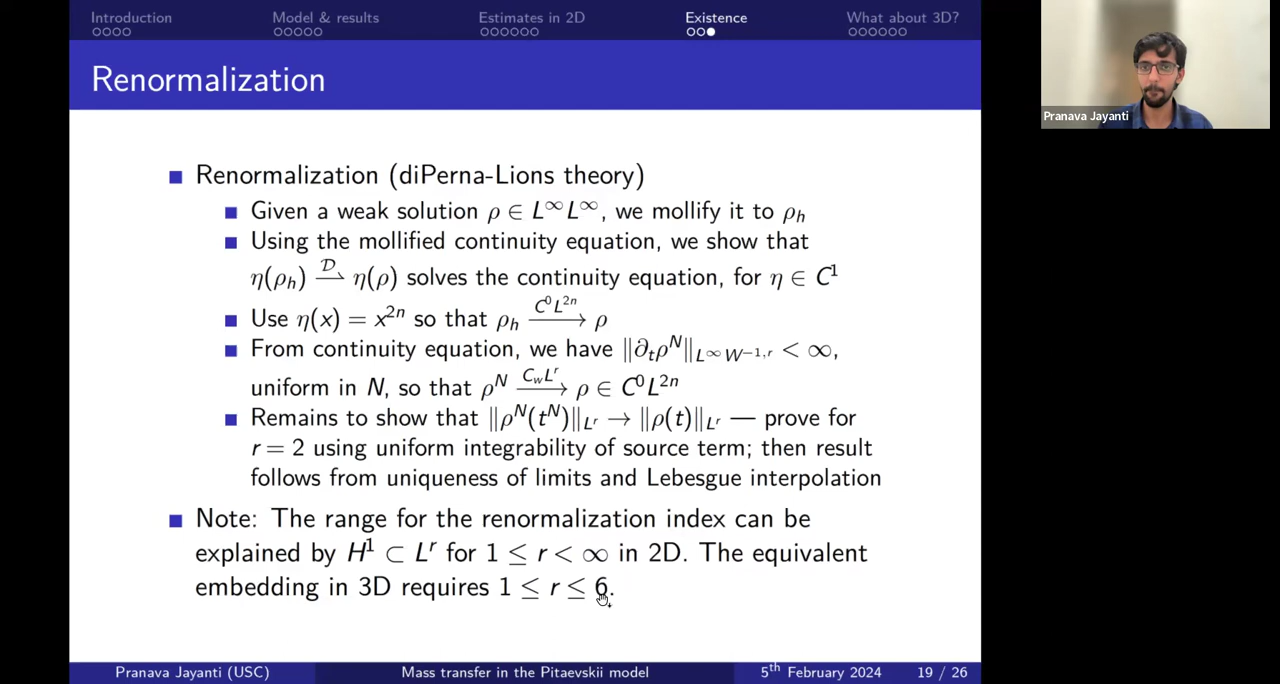 Introduction Model & results Estimates in 2D Existence What about 3D?
Renormalization
Renormalization (diPerna-Lions theory)
Given a weak solution ρ ∈ L^∞L^∞, we mollify it to ρ_h
Using the mollified continuity equation, we show that
η(ρ_h) \xrightharpoonup{𝒟} η(ρ) solves the continuity equation, for η ∈ C^1
Use η(x) = x^{2n} so that ρ_h \xrightarrow{C^0L^{2n}} ρ
From continuity equation, we have ‖∂_tρ^N‖_{L^∞W^{-1,r}} < ∞,
uniform in N, so that ρ^N \xrightarrow{C_wL^r} ρ ∈ C^0L^{2n}
Remains to show that ‖ρ^N(t^N)‖_{L^r} → ‖ρ(t)‖_{L^r} — prove for
r = 2 using uniform integrability of source term; then result
follows from uniqueness of limits and Lebesgue interpolation
Note: The range for the renormalization index can be
explained by H^1 ⊂ L^r for 1 ≤ r < ∞ in 2D. The equivalent
embedding in 3D requires 1 ≤ r ≤ 6.
Pranava Jayanti (USC) Mass transfer in the Pitaevskii model 5th February 2024 19 / 26
Pranava Jayanti